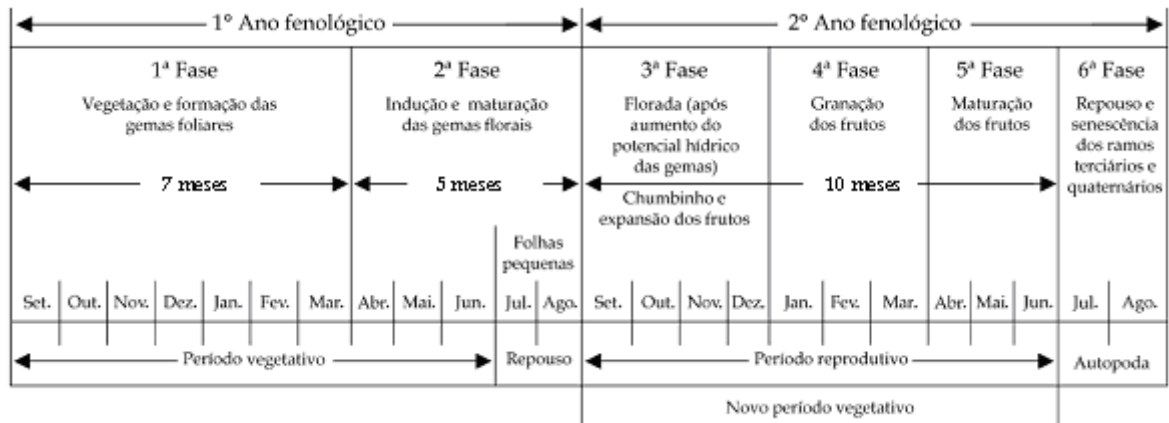 1º Ano fenológico
2º Ano fenológico
1ª Fase
Vegetação e formação das
gemas foliares
7 meses
2ª Fase
Indução e maturação
das gemas florais
5 meses
Folhas
pequenas
3ª Fase
Florada (após
aumento do
potencial hídrico
das gemas)
Chumbinho e
expansão dos frutos
4ª Fase
Granação
dos frutos
10 meses
5ª Fase
Maturação
dos frutos
6ª Fase
Repouso e
senescência
dos ramos
terciários e
quaternários
Set. Out. Nov. Dez. Jan. Fev. Mar. Abr. Mai. Jun. Jul. Ago. Set. Out. Nov. Dez. Jan. Fev. Mar. Abr. Mai. Jun. Jul. Ago.
Período vegetativo Repouso Período reprodutivo Autopoda
Novo período vegetativo